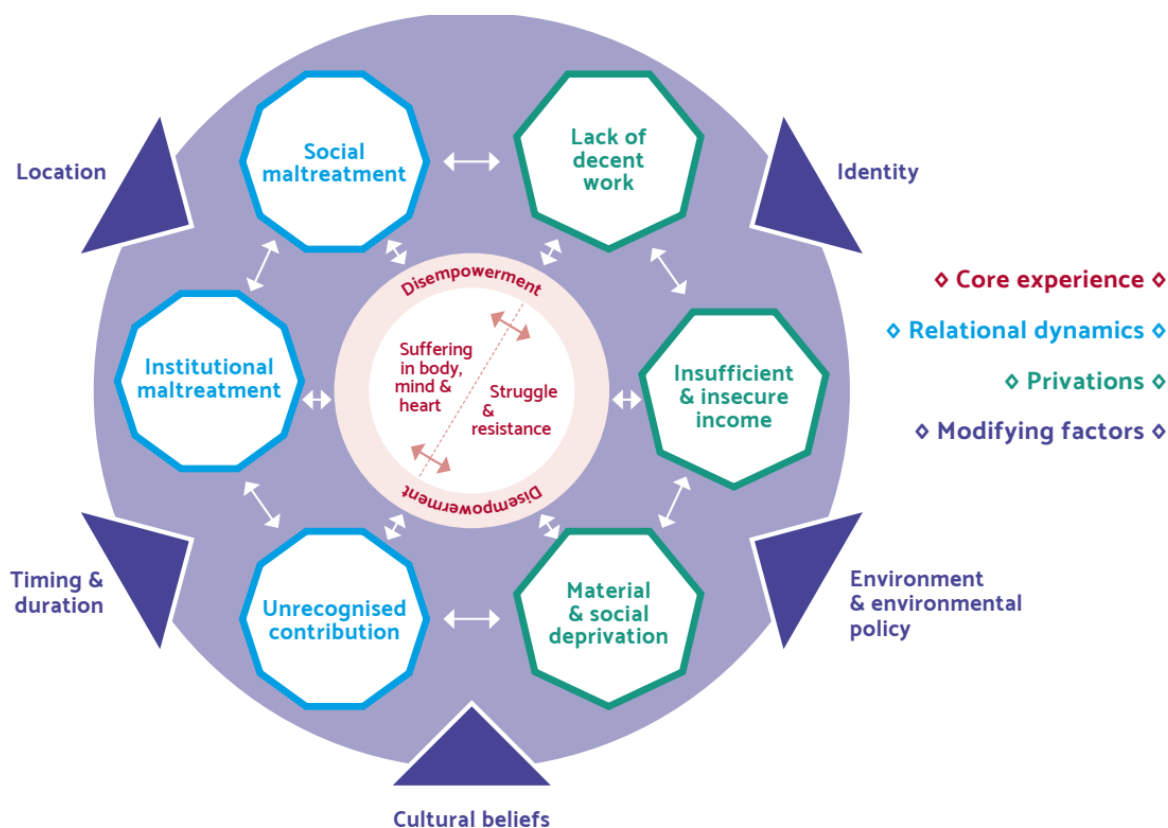 Location
Social
maltreatment
Lack of
decent
work
Identity
Institutional
maltreatment
Disempowerment
Suffering
in body,
mind &
heart
Struggle
&
resistance
Disempowerment
Insufficient
& insecure
income
◊ Core experience ◊
◊ Relational dynamics ◊
◊ Privations ◊
◊ Modifying factors ◊
Timing &
duration
Unrecognised
contribution
Material
& social
deprivation
Environment
& environmental
policy
Cultural beliefs